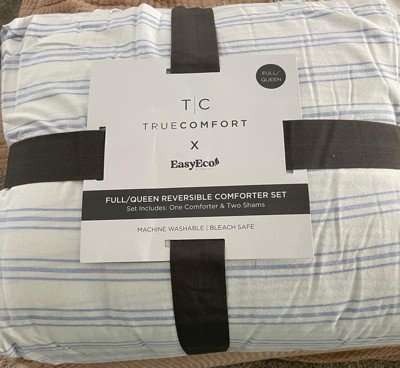 FULL/
QUEEN
T|C
TRUECOMFORT
X
EasyEco
FULL/QUEEN REVERSIBLE COMFORTER SET
Set Includes: One Comforter & Two Shams
MACHINE WASHABLE | BLEACH SAFE